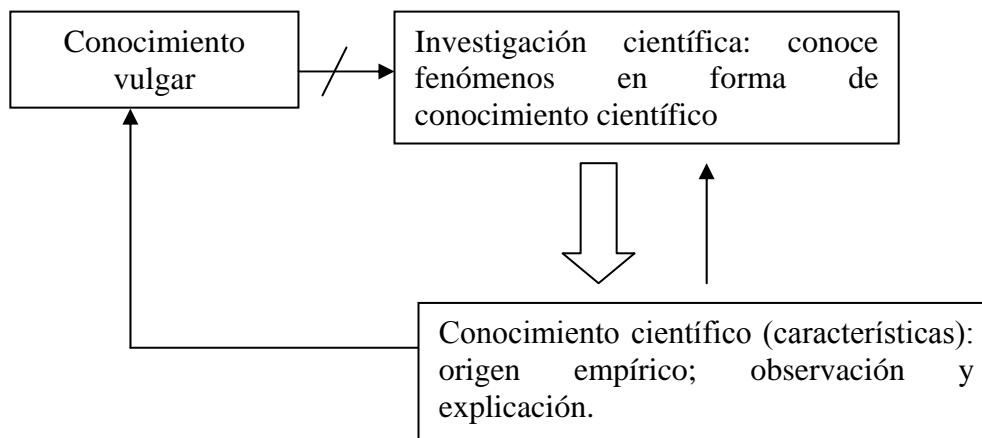 Conocimiento
vulgar
Investigación científica: conoce
fenómenos en forma de
conocimiento científico
Conocimiento científico (características):
origen empírico; observación y
explicación.